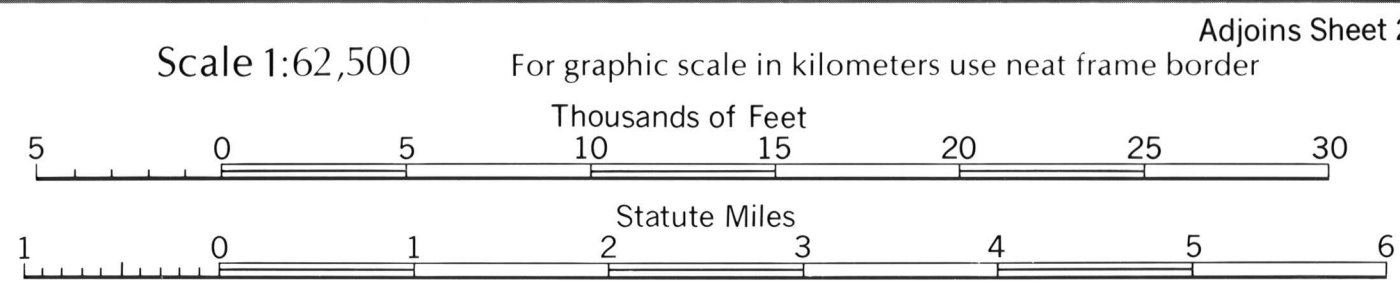 Adjoins Sheet 2
Scale 1:62,500
For graphic scale in kilometers use neat frame border
Thousands of Feet
5 0 5 10 15 20 25 30
Statute Miles
1 0 1 2 3 4 5 6